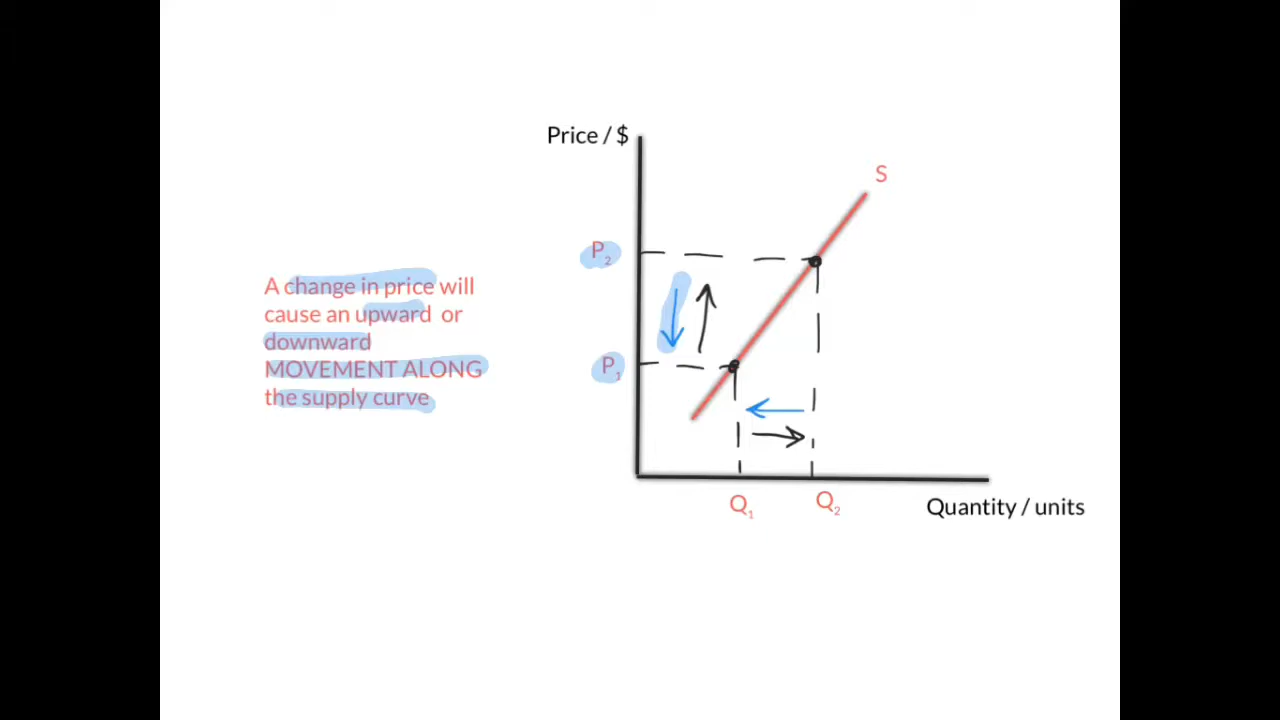 Price / $
S
P₂
A change in price will
cause an upward or
downward
MOVEMENT ALONG
the supply curve
P₁
Q₁
Q₂
Quantity / units